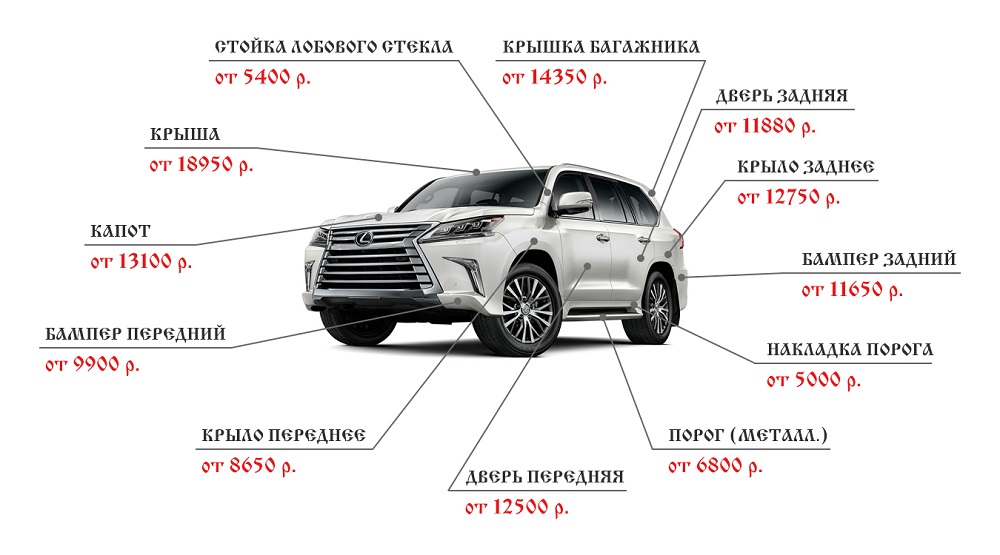 СТОЙКА ЛОБОВОГО СТЕКЛА
от 5400 р.
КРЫШКА БАГАЖНИКА
от 14350 р.
ДВЕРЬ ЗАДНЯЯ
от 11880 р.
КРЫША
от 18950 р.
КРЫЛО ЗАДНЕЕ
от 12750 р.
КАПОТ
от 13100 р.
БАМПЕР ЗАДНИЙ
от 11650 р.
БАМПЕР ПЕРЕДНИЙ
от 9900 р.
НАКЛАДКА ПОРОГА
от 5000 р.
КРЫЛО ПЕРЕДНЕЕ
от 8650 р.
ПОРОГ (МЕТАЛЛ.)
от 6800 р.
ДВЕРЬ ПЕРЕДНЯЯ
от 12500 р.